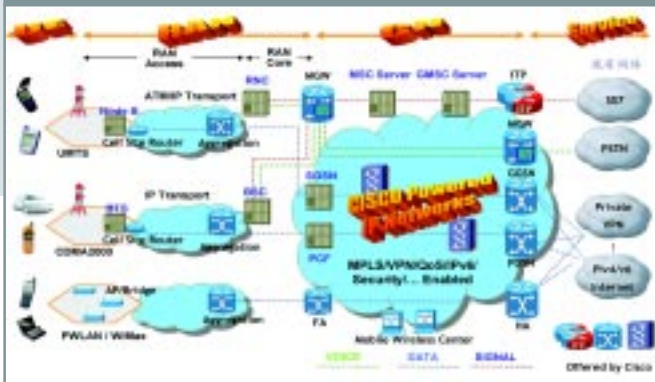 RAN Access
RAN Core
RNC
MGW
MSC Server
GMSC Server
ITP
ATM/IP Transport
Node B
Cell Site Router
Aggregation
UMTS
SS7
MGW
PSTN
IP Transport
BSC
SGSN
GGSN
BTS
Cell Site Router
Aggregation
CDMA2000
CISCO Powered
IP Networks
Private
VPN
PCF
PDSN
MPLS/VPN/QoS/IPv6/
Security/... Enabled
IPv4/v6
Internet
AP/Bridge
Aggregation
PWLAN / WiMax
FA
HA
Mobile Wireless Center
VOICE
DATA
SIGNAL
Offered by Cisco